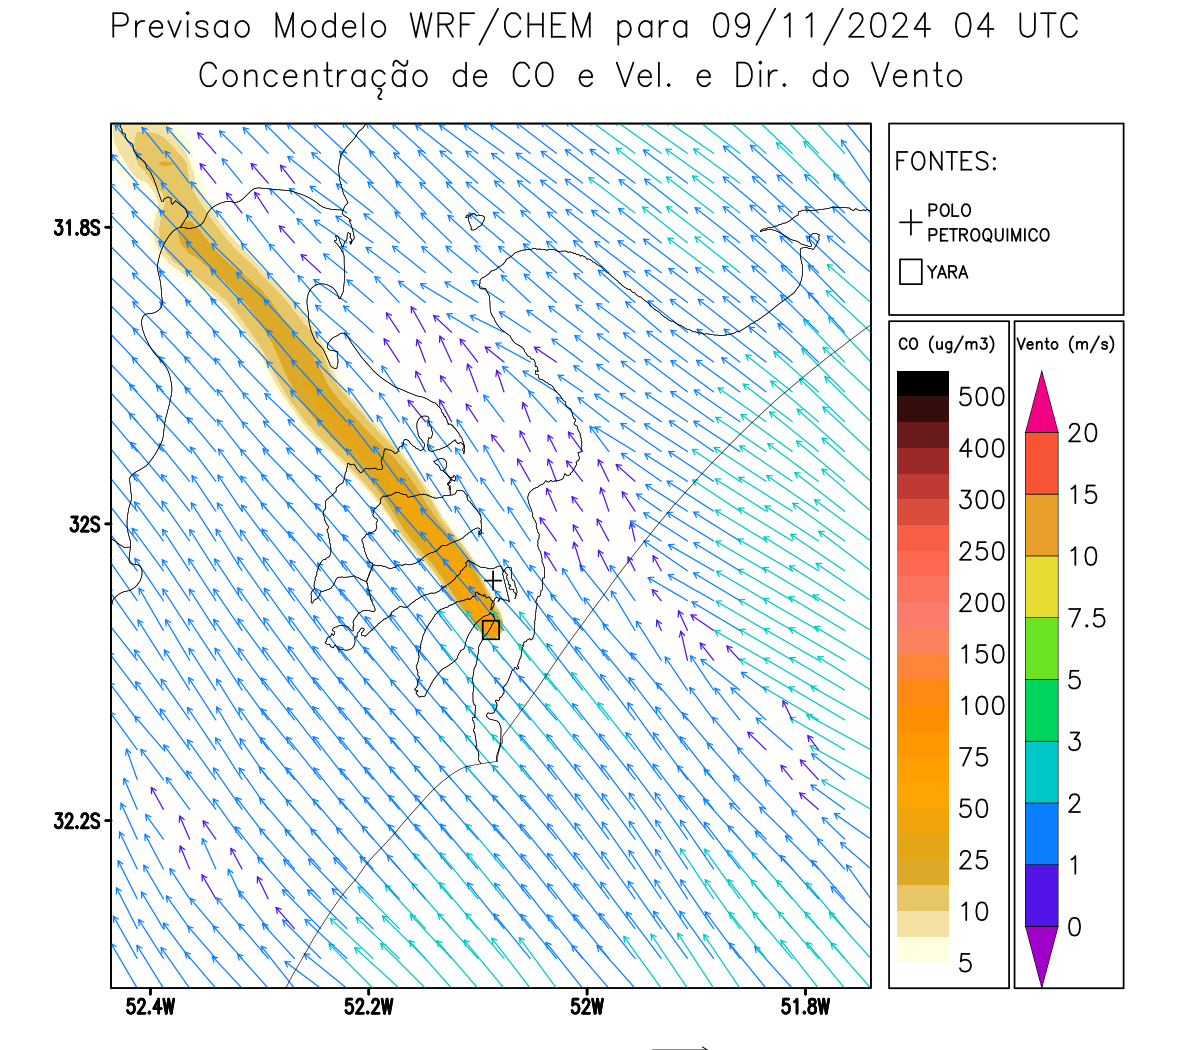 Previsao Modelo WRF/CHEM para 09/11/2024 04 UTC
Concentração de CO e Vel. e Dir. do Vento
FONTES:
POLO
PETROQUIMICO
YARA
CO (ug/m3)
500
400
300
250
200
150
100
75
50
25
10
5
Vento (m/s)
20
15
10
7.5
5
3
2
1
0
31.8S
32S
32.2S
52.4W
52.2W
52W
51.8W